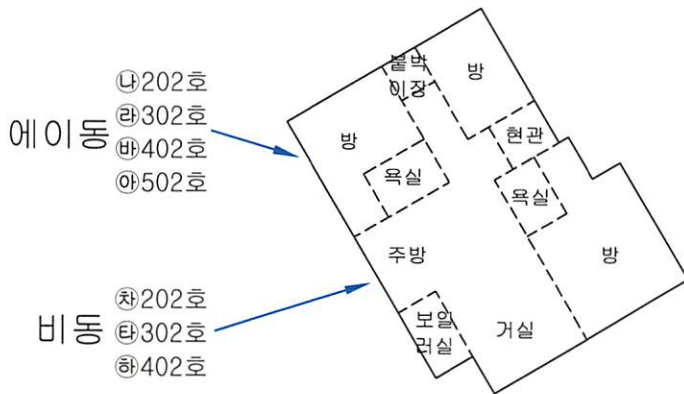 에이동
㉯202호
㉱302호
㉳402호
㉵502호
비동
㉷202호
㉹302호
㉻402호
붙박
이장
방
현관
방
욕실
욕실
주방
방
보일
러실
거실